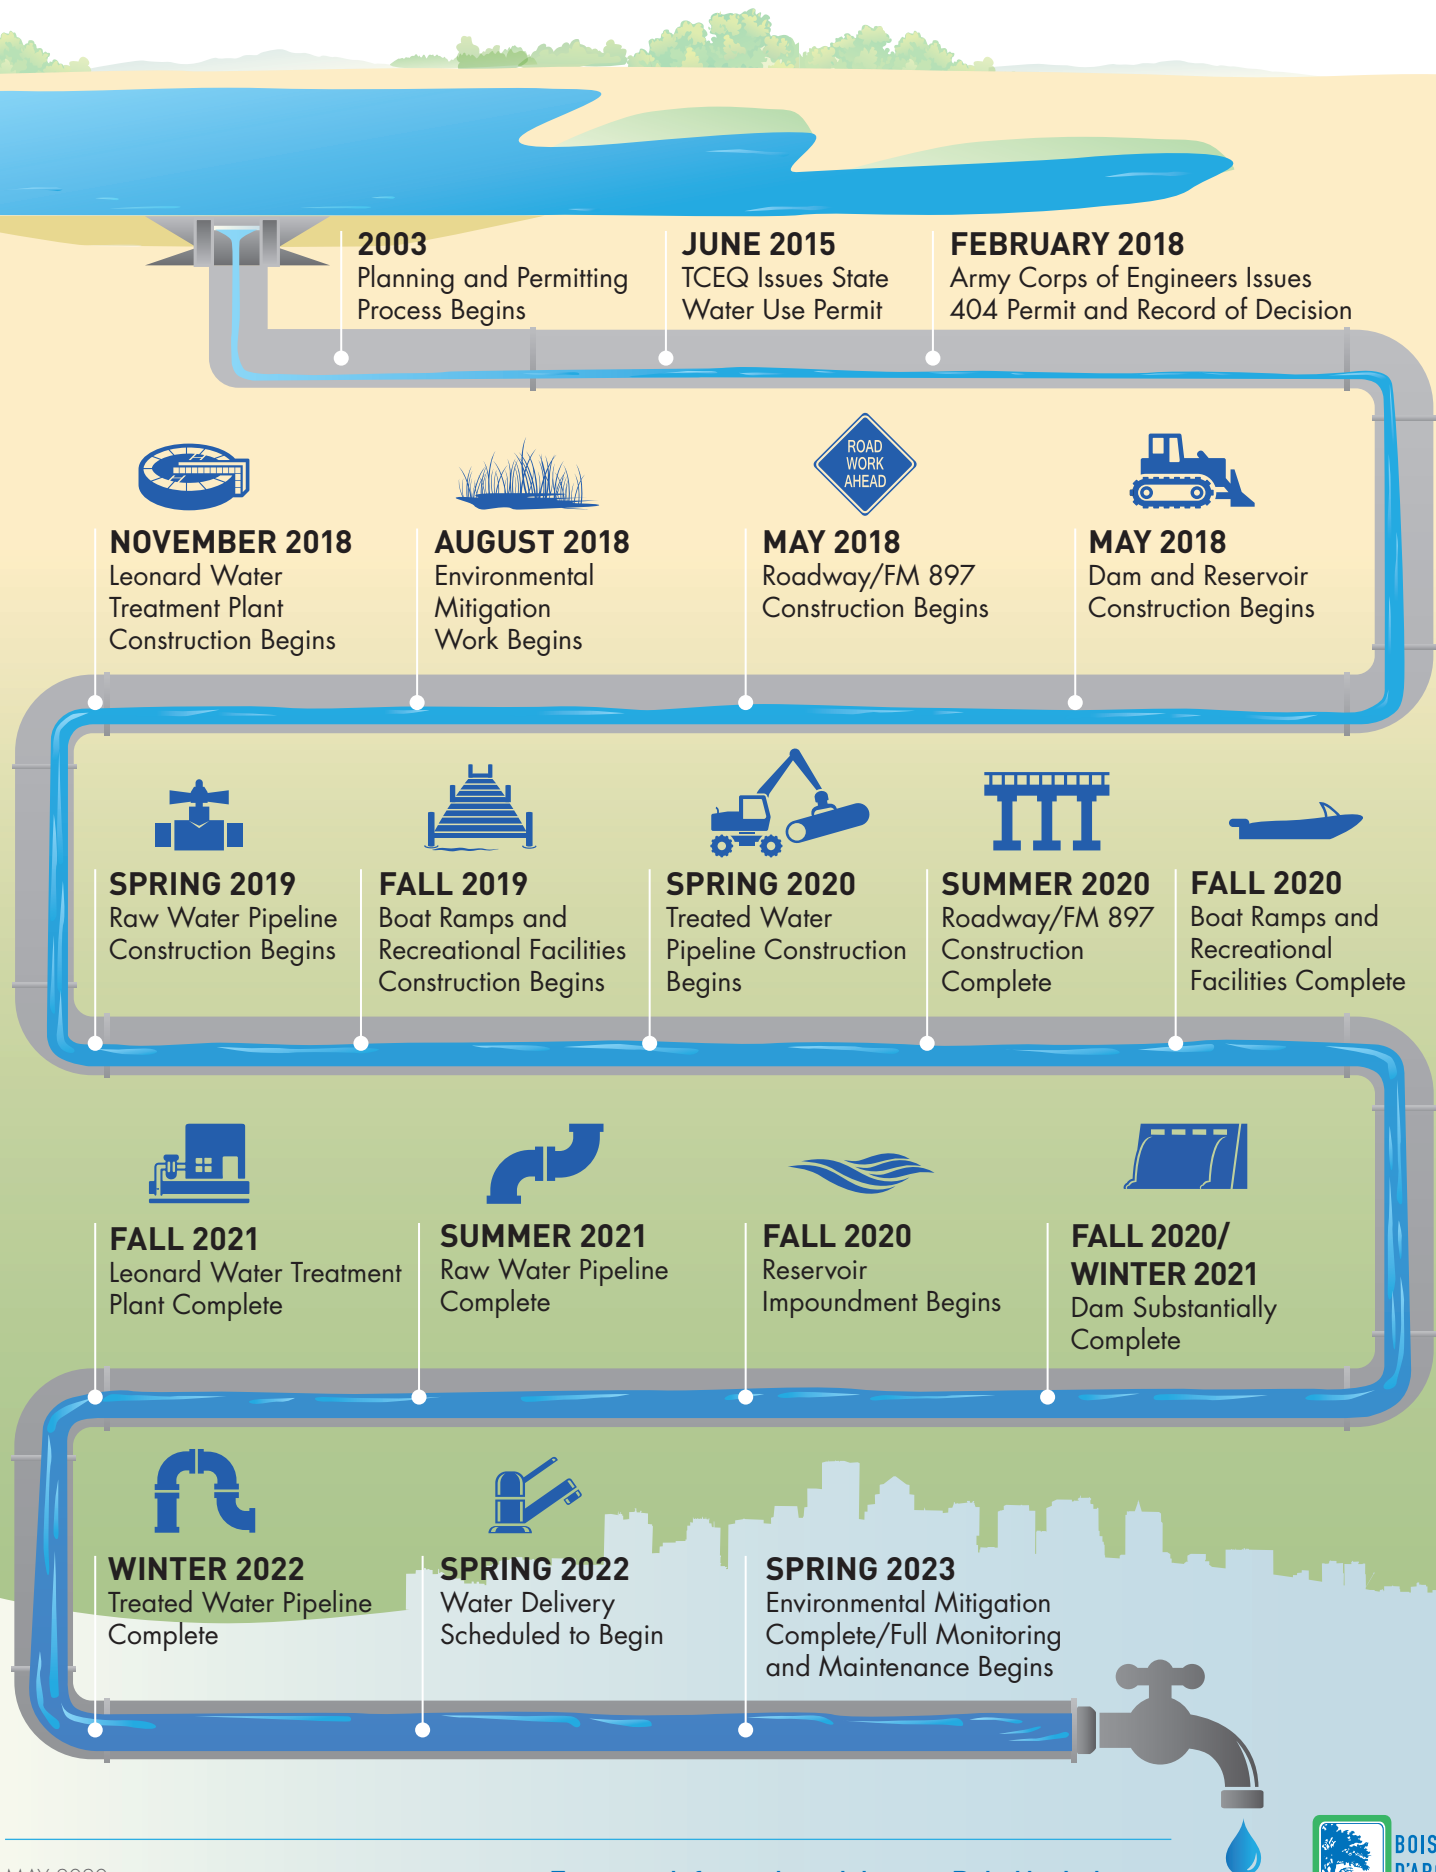 2003
Planning and Permitting
Process Begins
JUNE 2015
TCEQ Issues State
Water Use Permit
FEBRUARY 2018
Army Corps of Engineers Issues
404 Permit and Record of Decision
ROAD
WORK
AHEAD
NOVEMBER 2018
Leonard Water
Treatment Plant
Construction Begins
AUGUST 2018
Environmental
Mitigation
Work Begins
MAY 2018
Roadway/FM 897
Construction Begins
MAY 2018
Dam and Reservoir
Construction Begins
SPRING 2019
Raw Water Pipeline
Construction Begins
FALL 2019
Boat Ramps and
Recreational Facilities
Construction Begins
SPRING 2020
Treated Water
Pipeline Construction
Begins
SUMMER 2020
Roadway/FM 897
Construction
Complete
FALL 2020
Boat Ramps and
Recreational
Facilities Complete
FALL 2021
Leonard Water Treatment
Plant Complete
SUMMER 2021
Raw Water Pipeline
Complete
FALL 2020
Reservoir
Impoundment Begins
FALL 2020/
WINTER 2021
Dam Substantially
Complete
WINTER 2022
Treated Water Pipeline
Complete
SPRING 2022
Water Delivery
Scheduled to Begin
SPRING 2023
Environmental Mitigation
Complete/Full Monitoring
and Maintenance Begins
BOIS